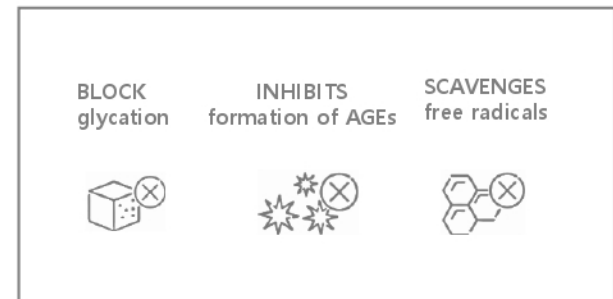 BLOCK
glycation
INHIBITS
formation of AGEs
SCAVENGES
free radicals